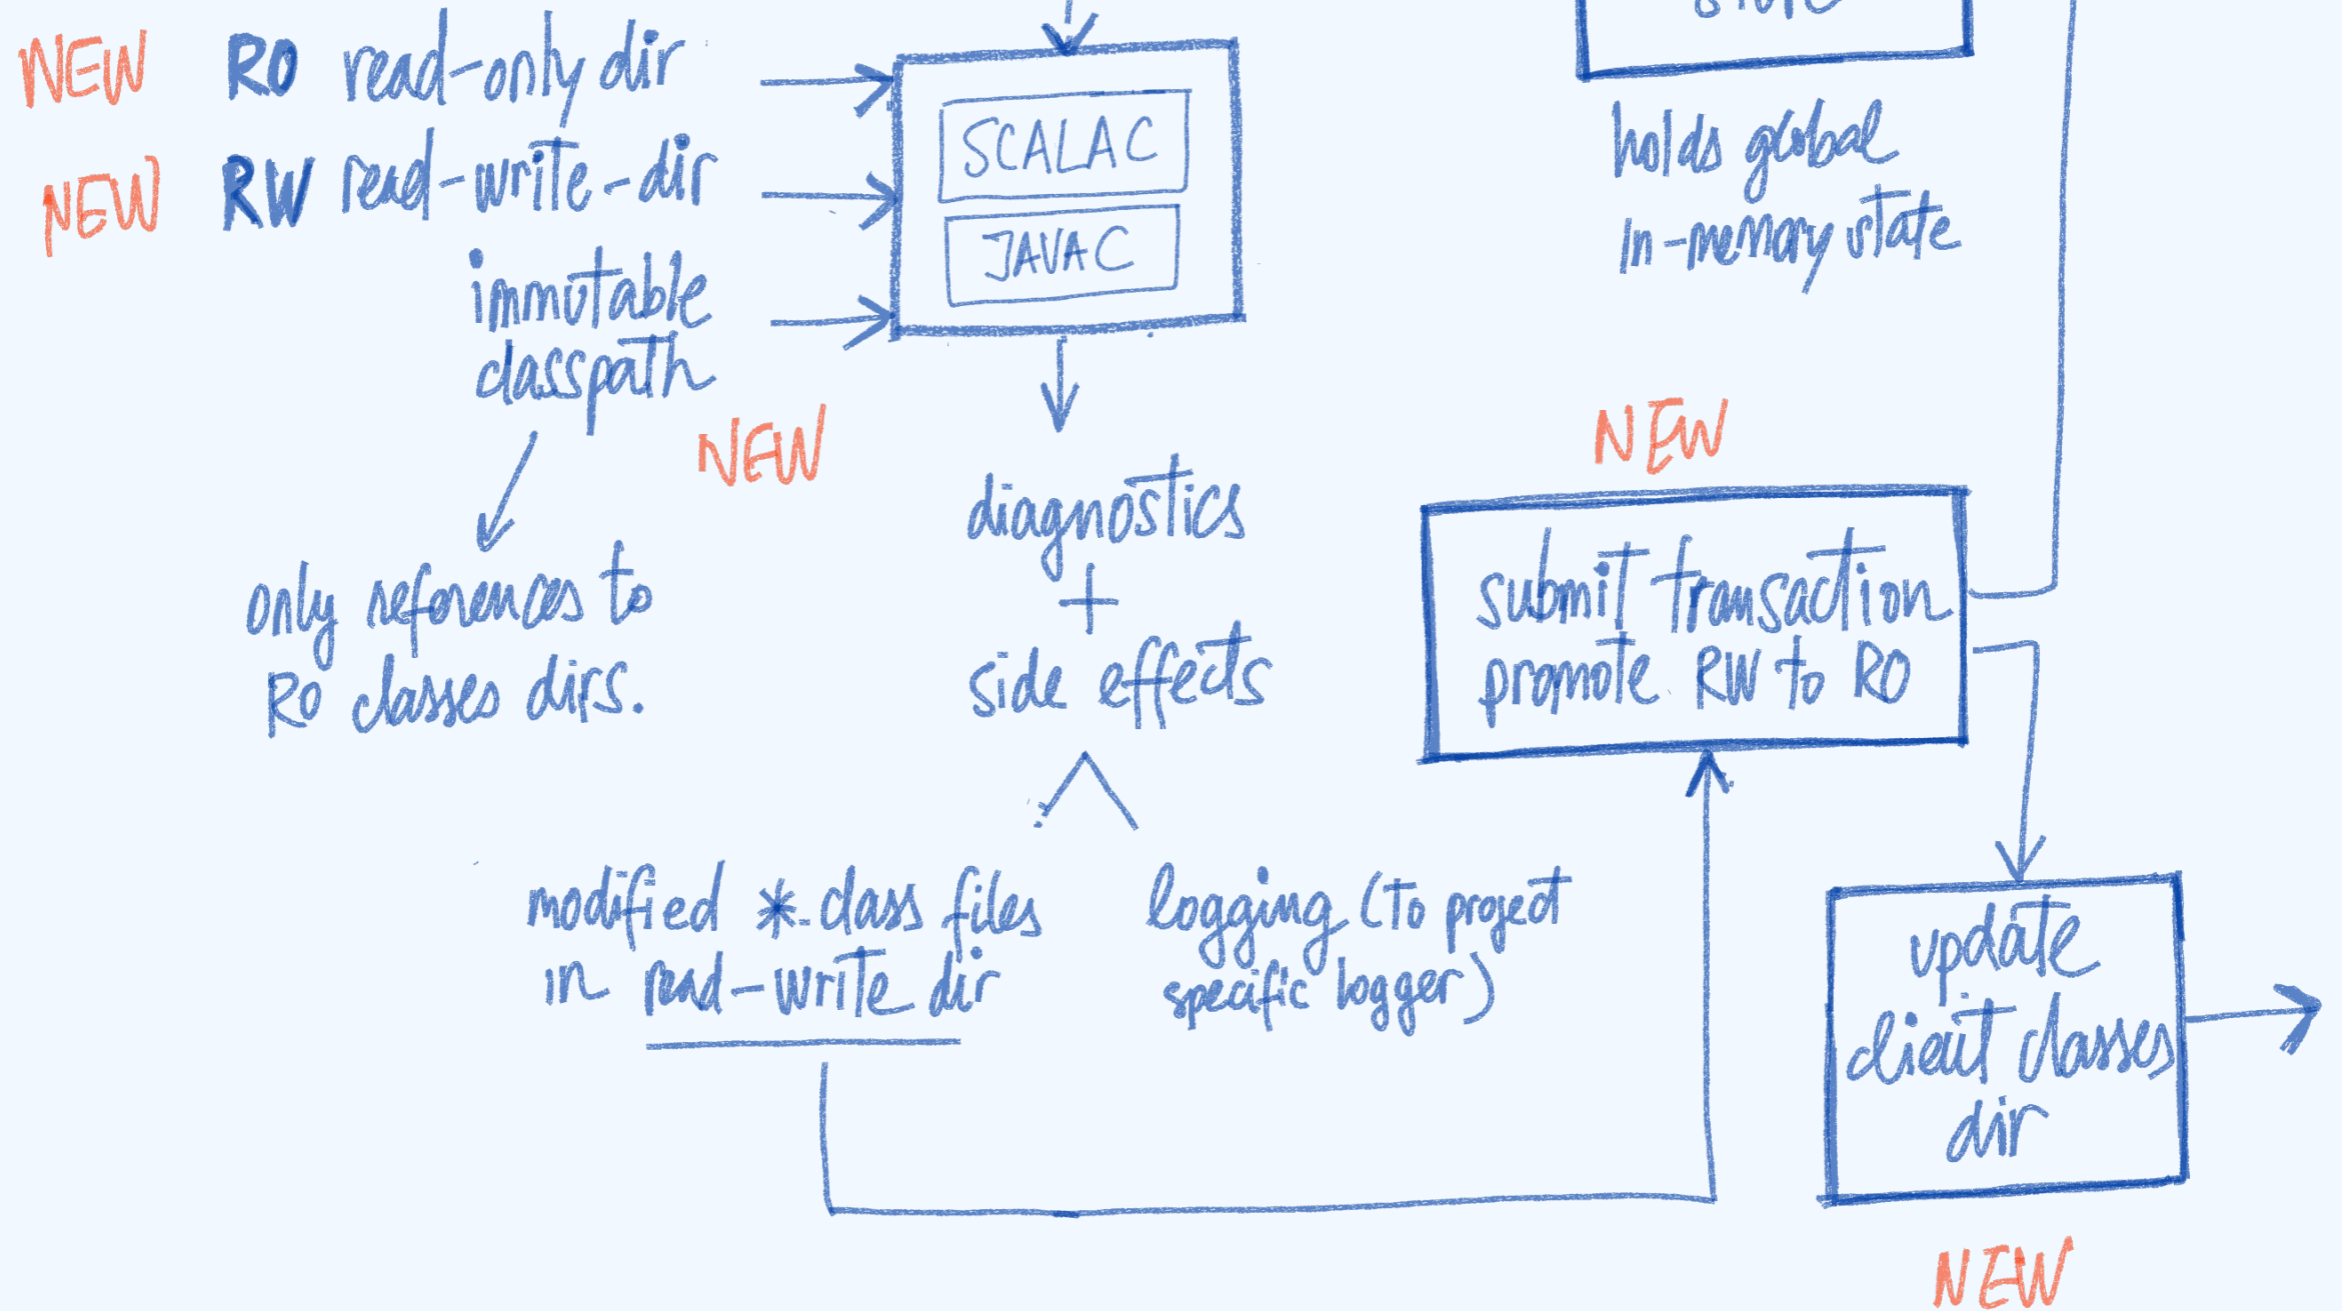 NEW RO read-only dir
NEW RW read-write-dir
immutable
classpath
NEW
only references to
RO classes dirs.
SCALAC
JAVAC
diagnostics
+
side effects
modified *.class files
in read-write dir
logging (to project
specific logger)
state
holds global
in-memory state
NEW
submit transaction
promote RW to RO
update
client classes
dir
NEW